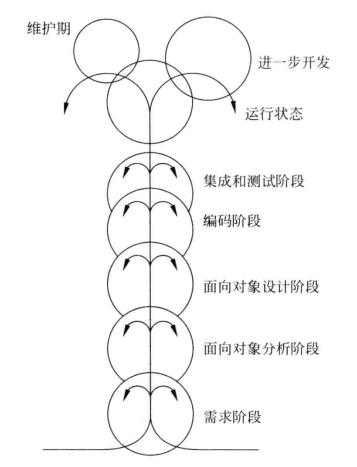 维护期
进一步开发
运行状态
集成和测试阶段
编码阶段
面向对象设计阶段
面向对象分析阶段
需求阶段